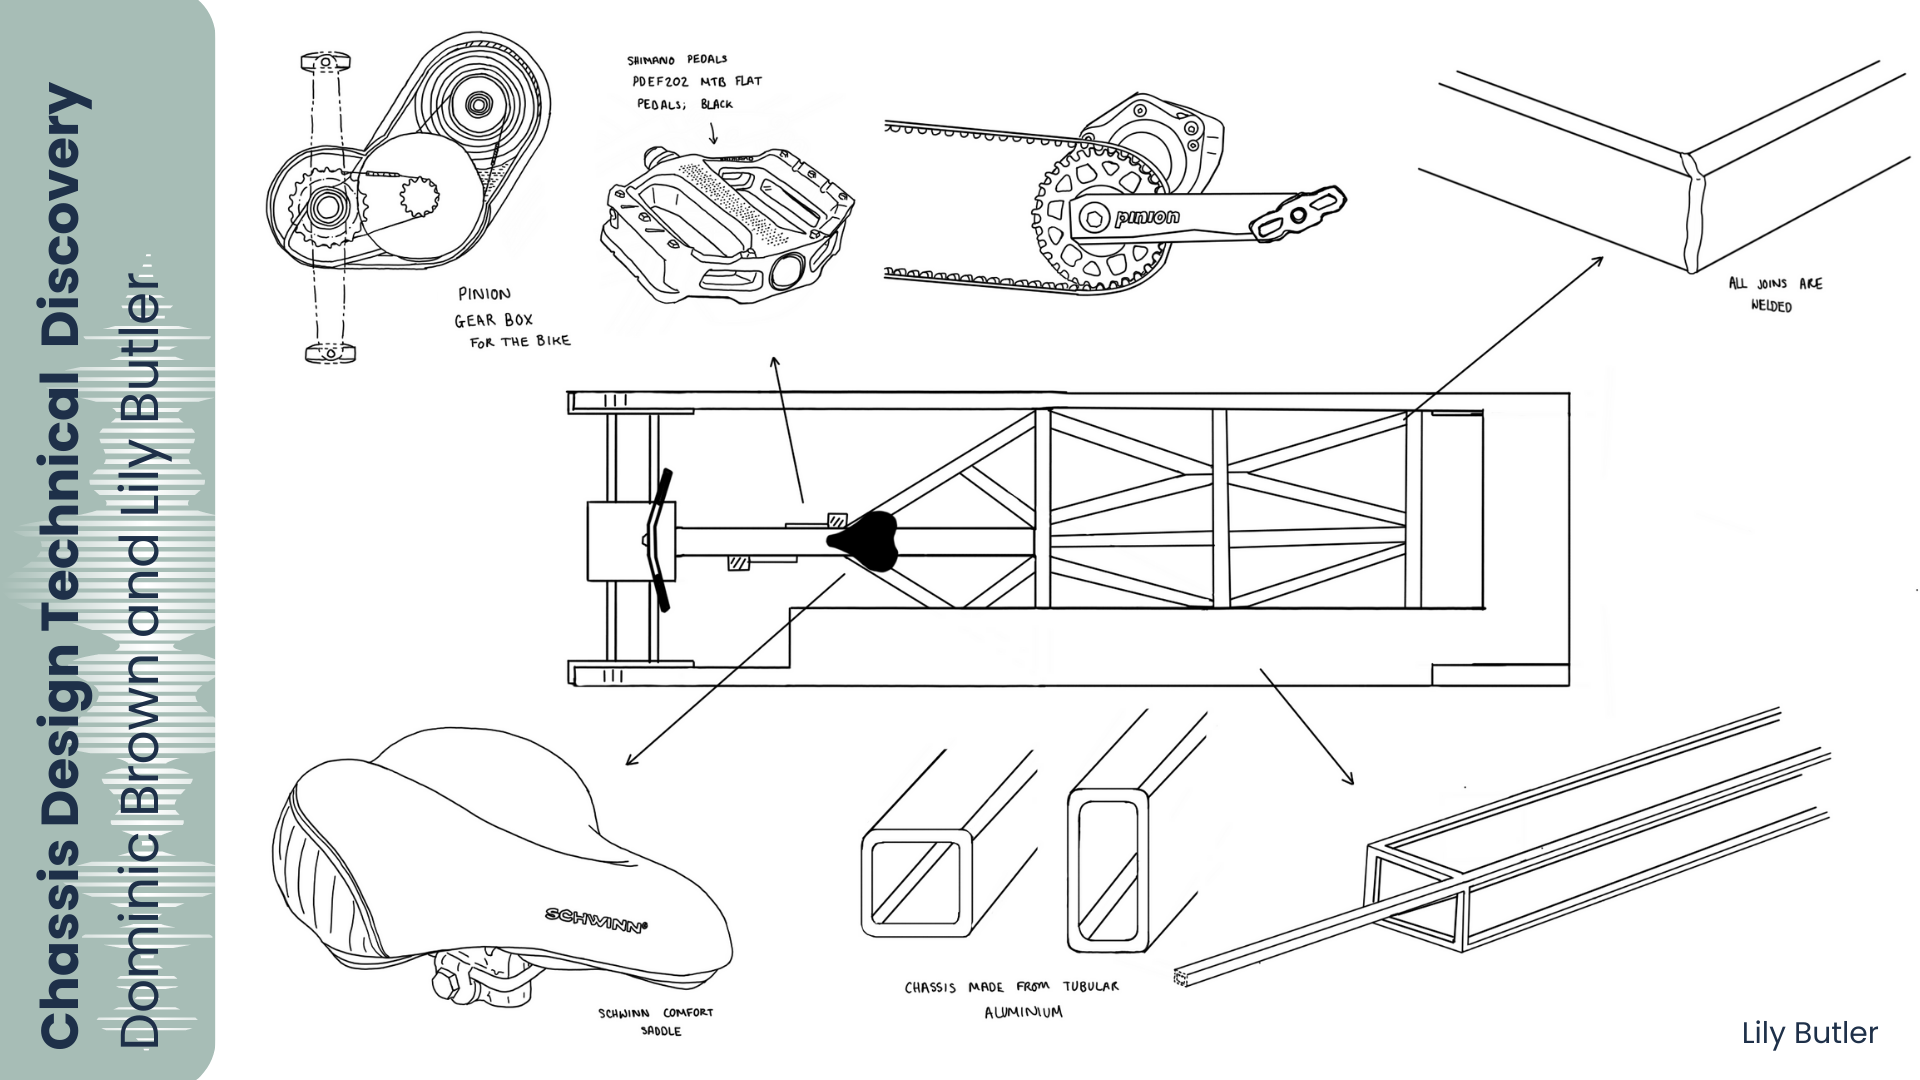 Chassis Design Technical Discovery
Dominic Brown and Lily Butler
PINION
GEAR BOX
FOR THE BIKE
SHIMANO PEDALS
PDEF202 MTB FLAT
PEDALS; BLACK
SHIMANO
pinion
ALL JOINS ARE
WELDED
SCHWINN®
SCHWINN COMFORT
SADDLE
CHASSIS MADE FROM TUBULAR
ALUMINIUM
Lily Butler